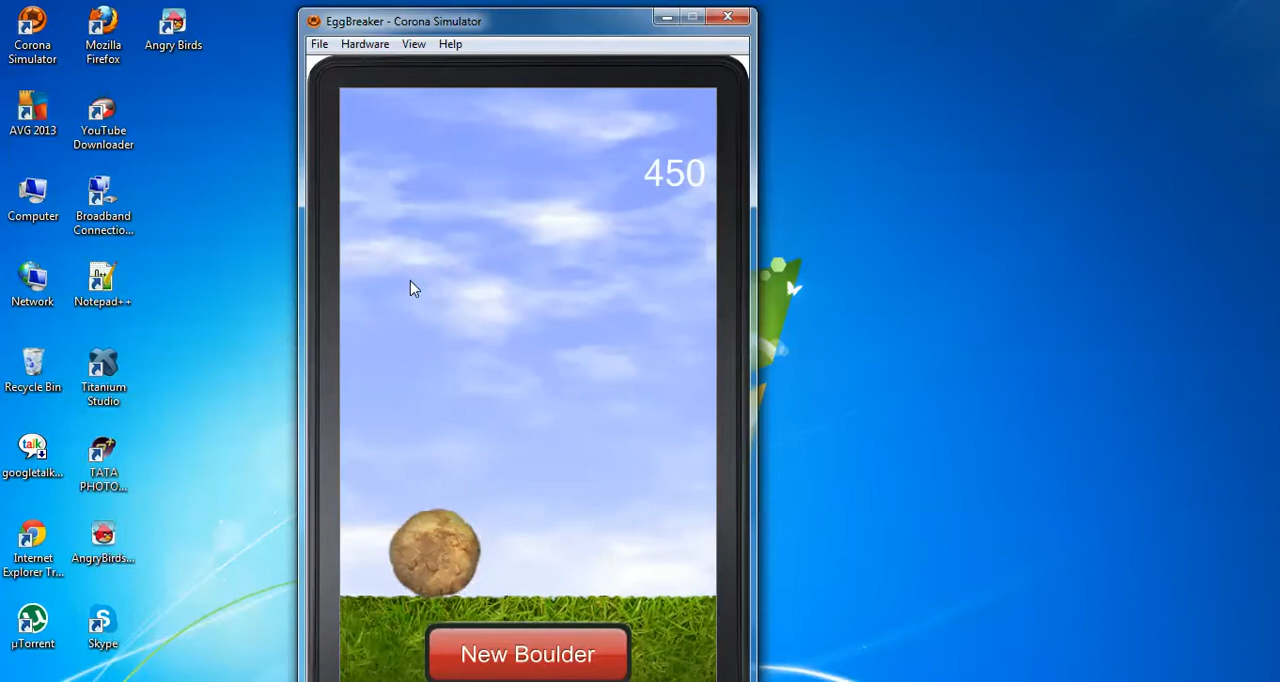 EggBreaker - Corona Simulator
File Hardware View Help
450
New Boulder
Corona
Simulator
Mozilla
Firefox
Angry Birds
AVG 2013
YouTube
Downloader
Computer
Broadband
Connectio...
Network
Notepad++
Recycle Bin
Titanium
Studio
talk
googletalk...
TATA
PHOTO...
Internet
Explorer Tr...
AngryBirds...
µTorrent
Skype